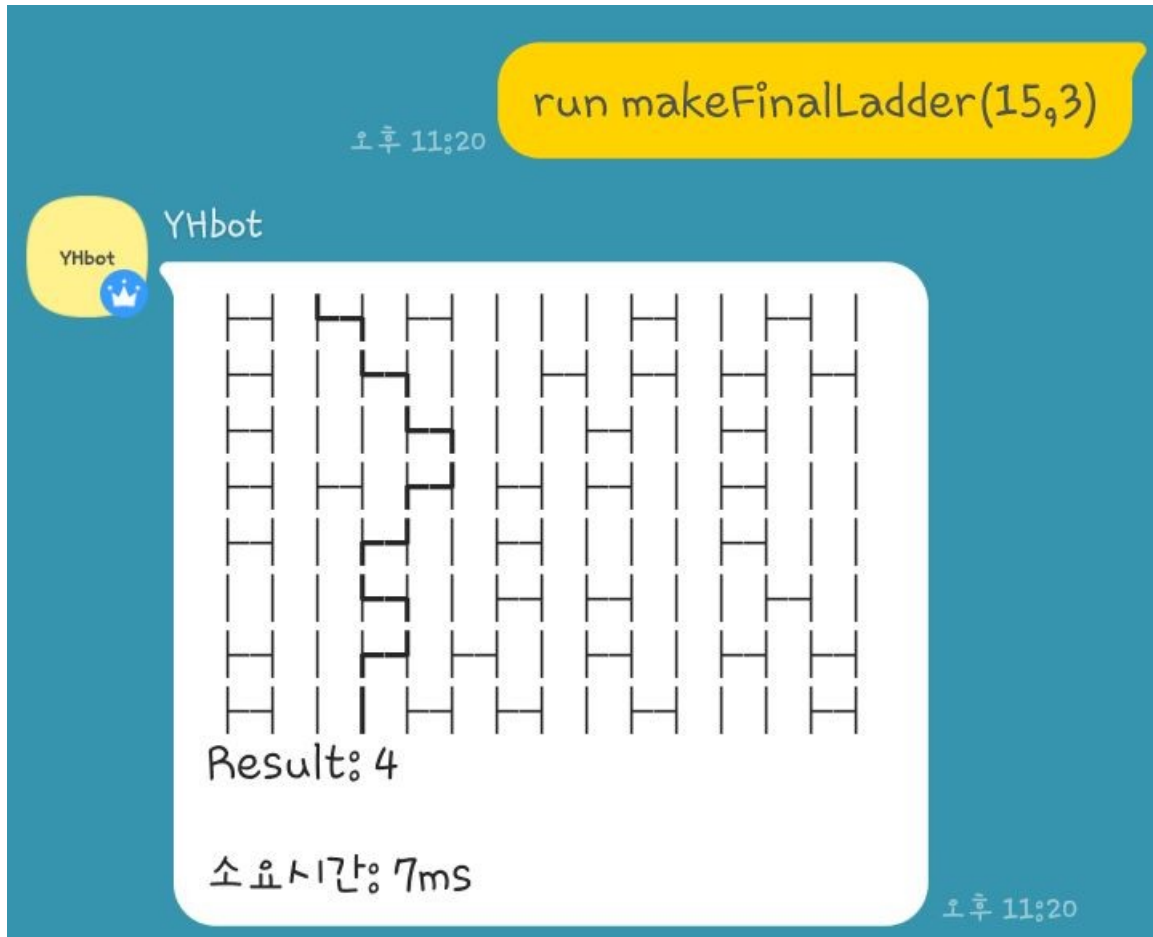 run makeFinalLadder(15,3)
오후 11:20
YHbot
YHbot
Result: 4
소요시간: 7ms
오후 11:20